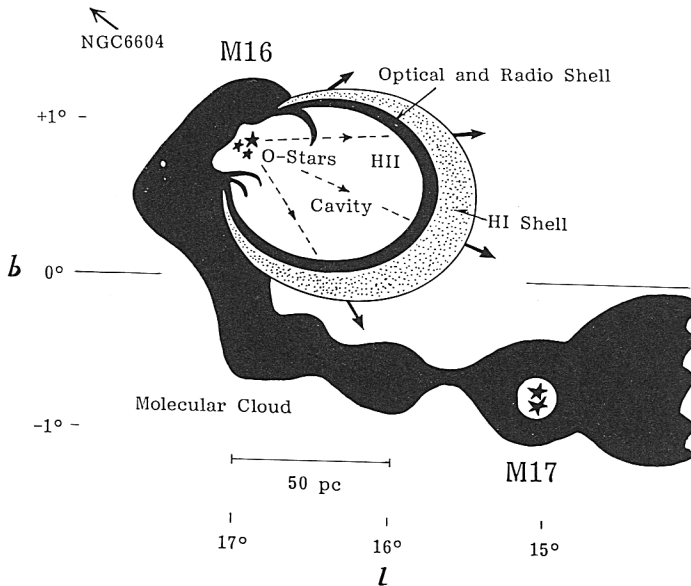 NGC6604
M16
Optical and Radio Shell
+1°
O-Stars
HII
Cavity
HI Shell
b
0°
Molecular Cloud
-1°
50 pc
M17
17°
16°
15°
l